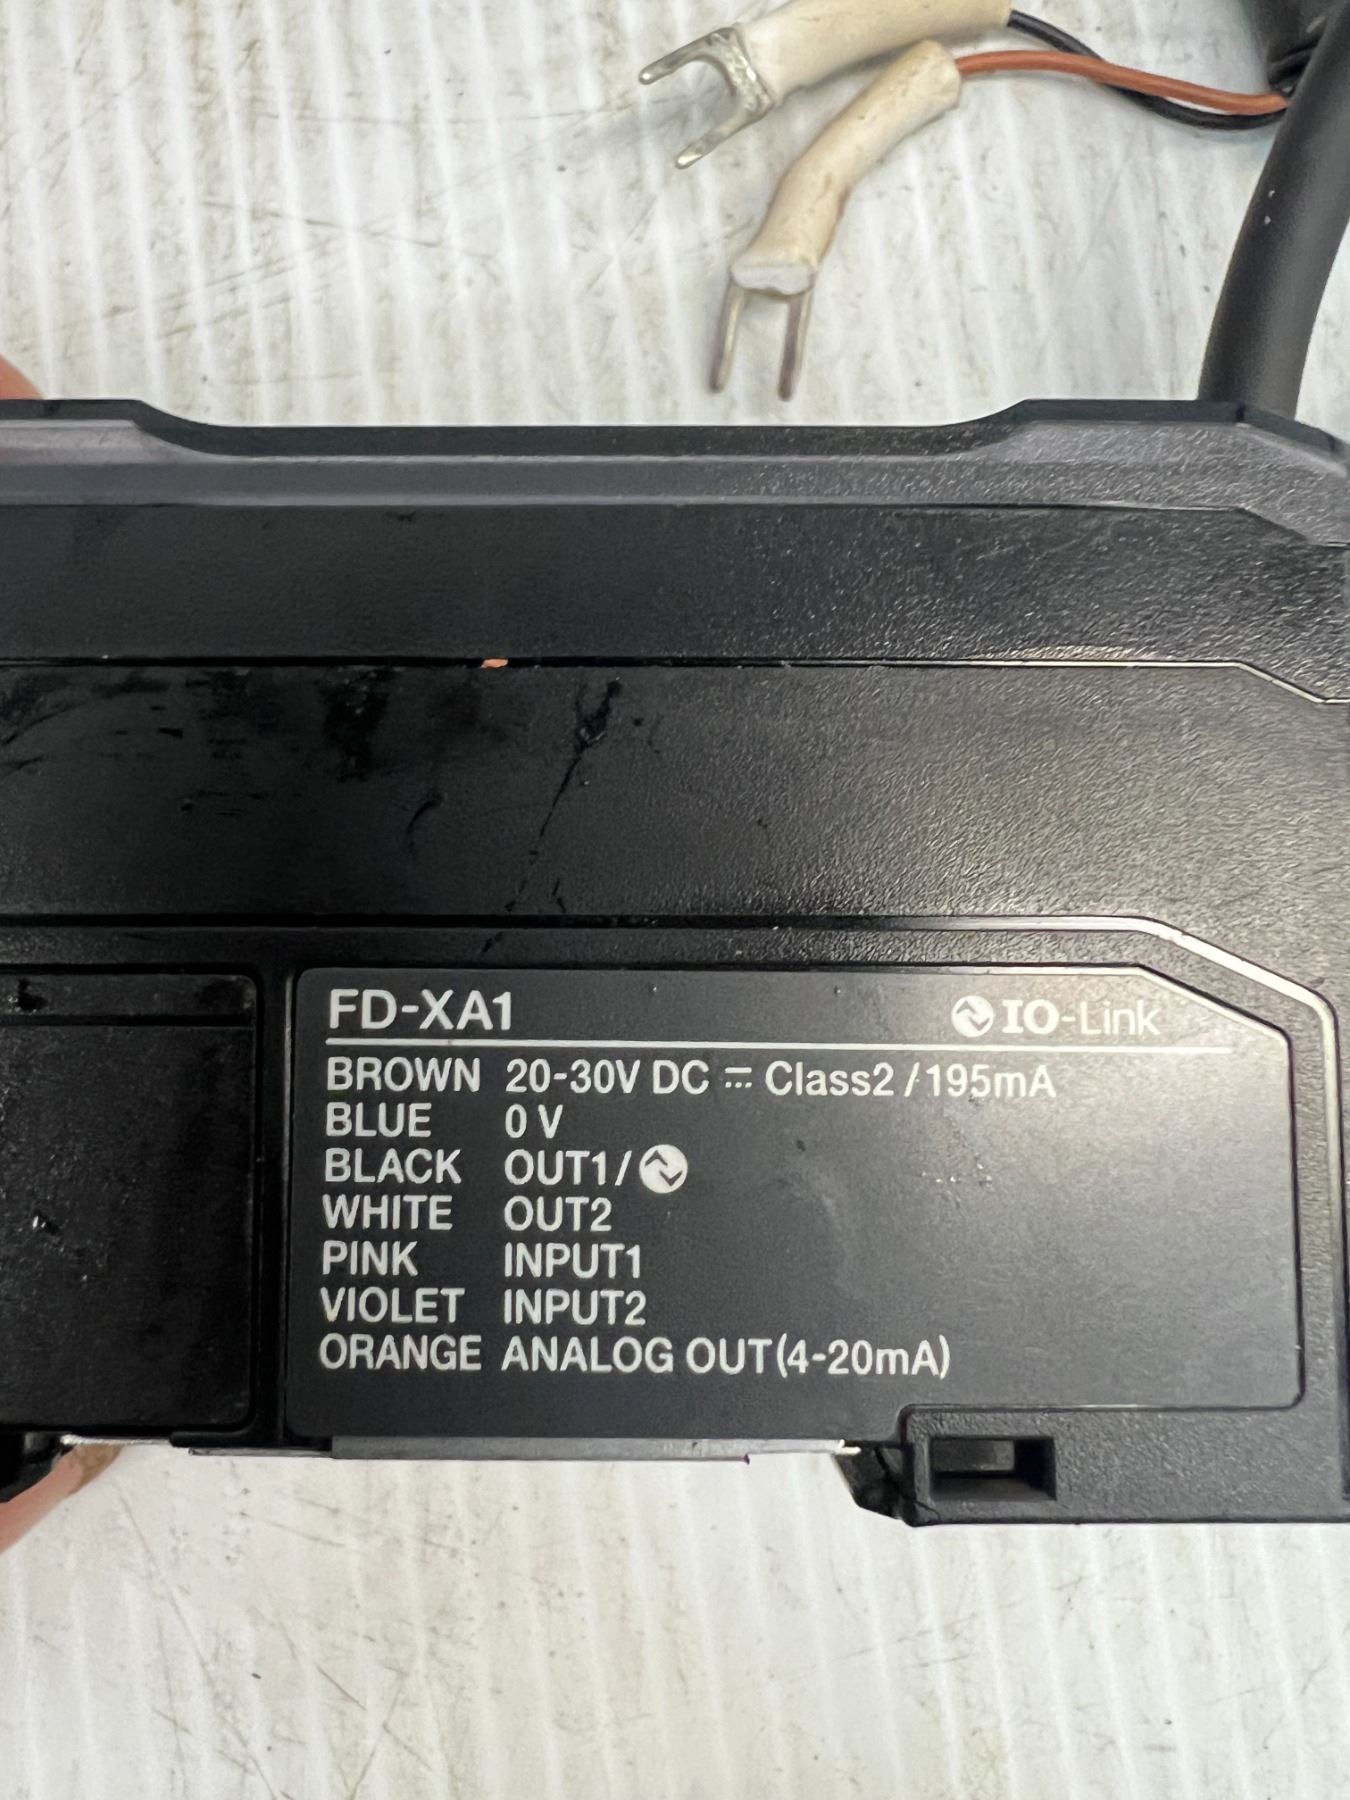 FD-XA1 IO-Link
BROWN 20-30V DC ⎓ Class2 / 195mA
BLUE 0 V
BLACK OUT1/
WHITE OUT2
PINK INPUT1
VIOLET INPUT2
ORANGE ANALOG OUT(4-20mA)